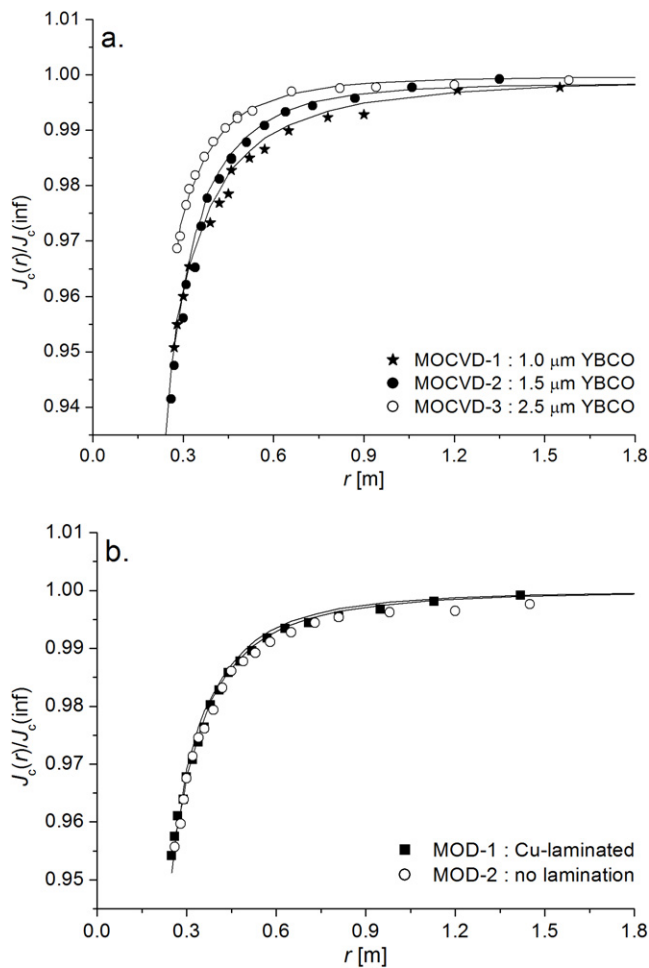 a.
1.01
1.00
0.99
0.98
0.97
0.96
0.95
0.94
Jc(r)/Jc(inf)
MOCVD-1 : 1.0 μm YBCO
MOCVD-2 : 1.5 μm YBCO
MOCVD-3 : 2.5 μm YBCO
0.0 0.3 0.6 0.9 1.2 1.5 1.8
r [m]
b.
1.01
1.00
0.99
0.98
0.97
0.96
0.95
Jc(r)/Jc(inf)
MOD-1 : Cu-laminated
MOD-2 : no lamination
0.0 0.3 0.6 0.9 1.2 1.5 1.8
r [m]